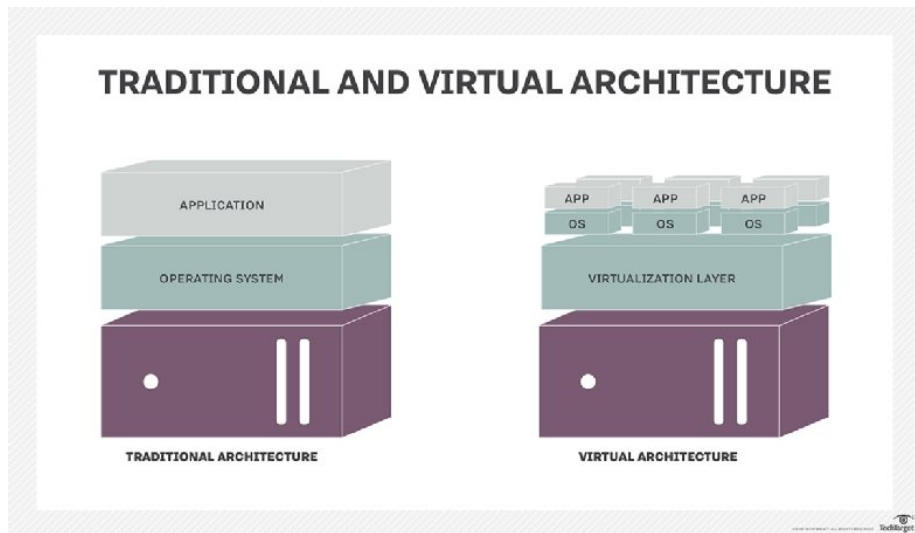 TRADITIONAL AND VIRTUAL ARCHITECTURE
APPLICATION
OPERATING SYSTEM
TRADITIONAL ARCHITECTURE
APP APP APP
OS OS OS
VIRTUALIZATION LAYER
VIRTUAL ARCHITECTURE
TechTarget